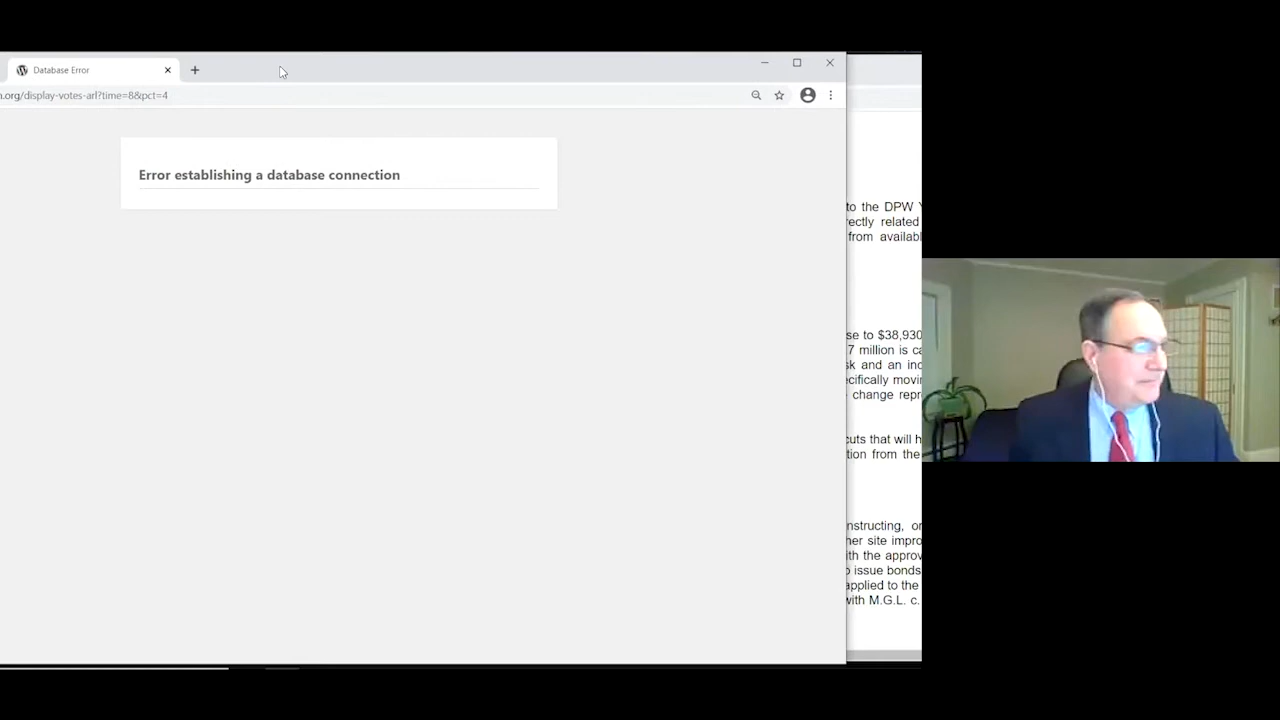 Database Error
.org/display-votes-arl?time=8&pct=4
Error establishing a database connection
to the DPW
rectly related
from availabl
se to $38,930
7 million is ca
sk and an inc
ecifically movi
change repr
cuts that will h
tion from the
nstructing, or
her site impro
ith the approv
o issue bonds
applied to the
with M.G.L. c.